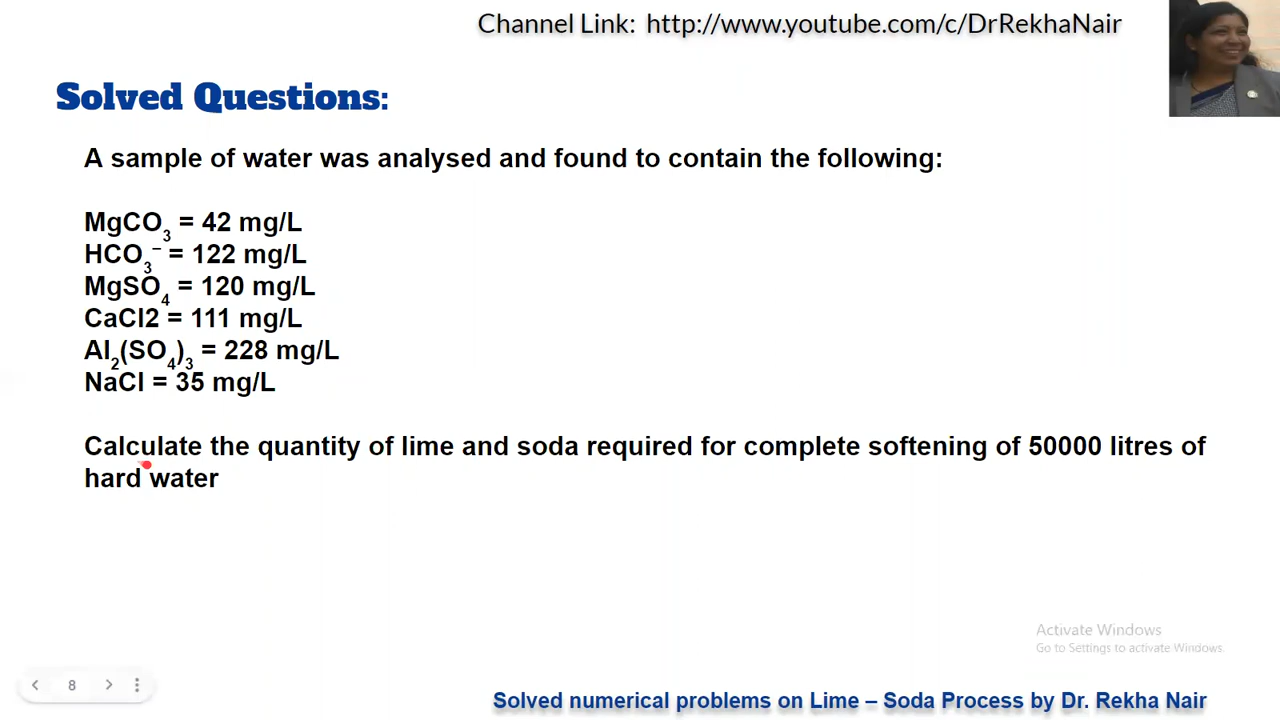 Channel Link: http://www.youtube.com/c/DrRekhaNair
Solved Questions:
A sample of water was analysed and found to contain the following:
MgCO₃ = 42 mg/L
HCO₃⁻ = 122 mg/L
MgSO₄ = 120 mg/L
CaCl2 = 111 mg/L
Al₂(SO₄)₃ = 228 mg/L
NaCl = 35 mg/L
Calculate the quantity of lime and soda required for complete softening of 50000 litres of
hard water
Activate Windows
Go to Settings to activate Windows.
8
Solved numerical problems on Lime – Soda Process by Dr. Rekha Nair